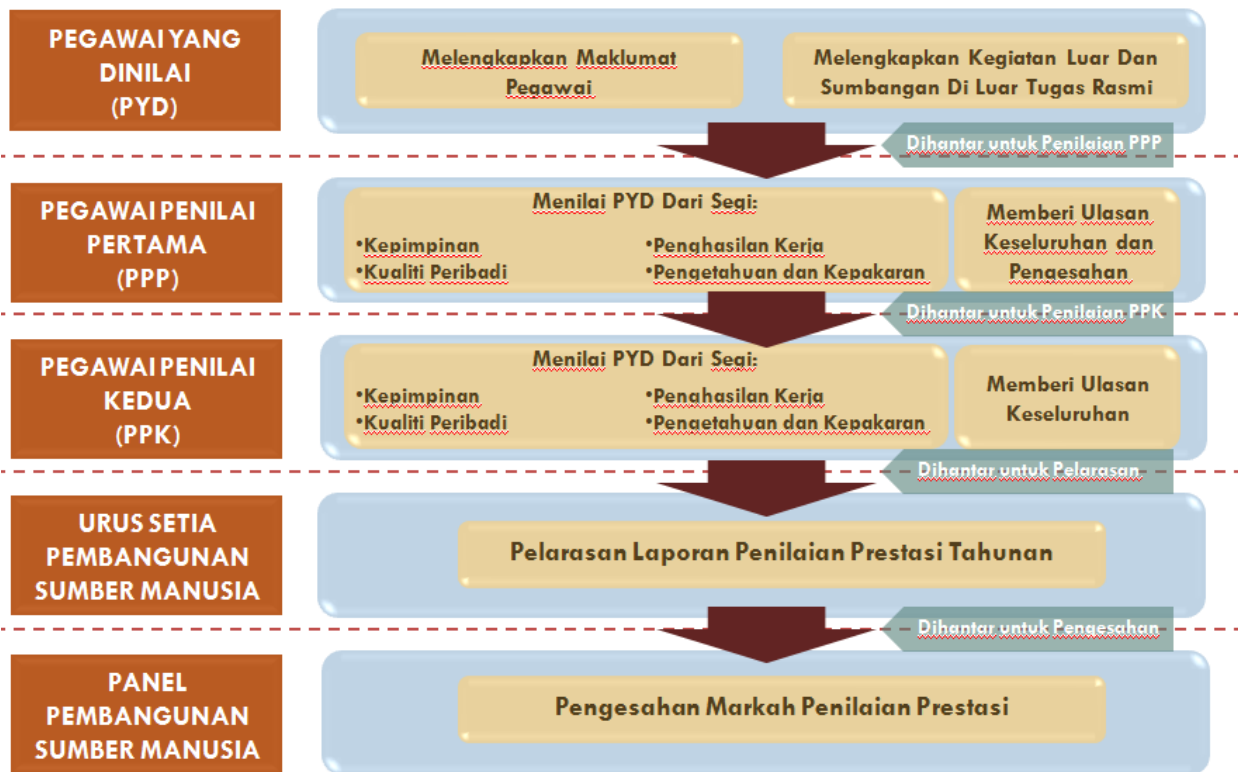 PEGAWAI YANG
DINILAI
(PYD)
Melengkapkan Maklumat
Pegawai
Melengkapkan Kegiatan Luar Dan
Sumbangan Di Luar Tugas Rasmi
Dihantar untuk Penilaian PPP
PEGAWAI PENILAI
PERTAMA
(PPP)
Menilai PYD Dari Segi:
•Kepimpinan
•Kualiti Peribadi
•Penghasilan Kerja
•Pengetahuan dan Kepakaran
Memberi Ulasan
Keseluruhan dan
Pengesahan
Dihantar untuk Penilaian PPK
PEGAWAI PENILAI
KEDUA
(PPK)
Menilai PYD Dari Segi:
•Kepimpinan
•Kualiti Peribadi
•Penghasilan Kerja
•Pengetahuan dan Kepakaran
Memberi Ulasan
Keseluruhan
Dihantar untuk Pelarasan
URUS SETIA
PEMBANGUNAN
SUMBER MANUSIA
Pelarasan Laporan Penilaian Prestasi Tahunan
Dihantar untuk Pengesahan
PANEL
PEMBANGUNAN
SUMBER MANUSIA
Pengesahan Markah Penilaian Prestasi